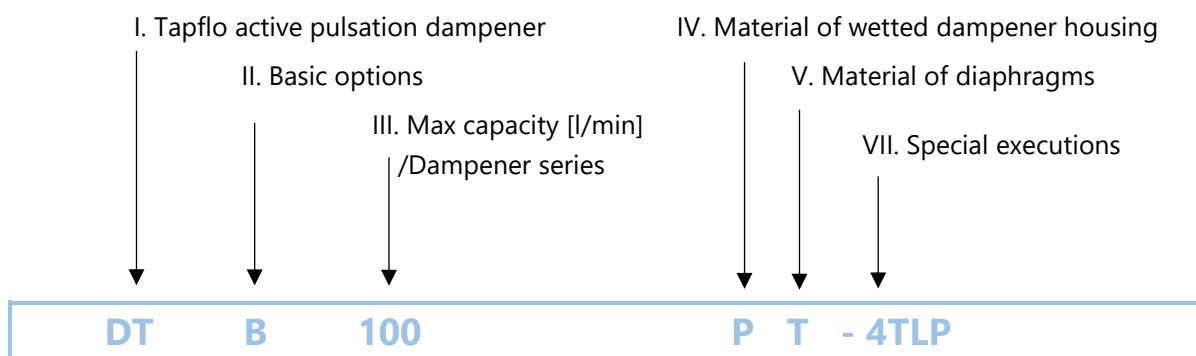 I. Tapflo active pulsation dampener
IV. Material of wetted dampener housing
II. Basic options
V. Material of diaphragms
III. Max capacity [l/min]
/Dampener series
VII. Special executions
DT B 100 P T - 4TLP